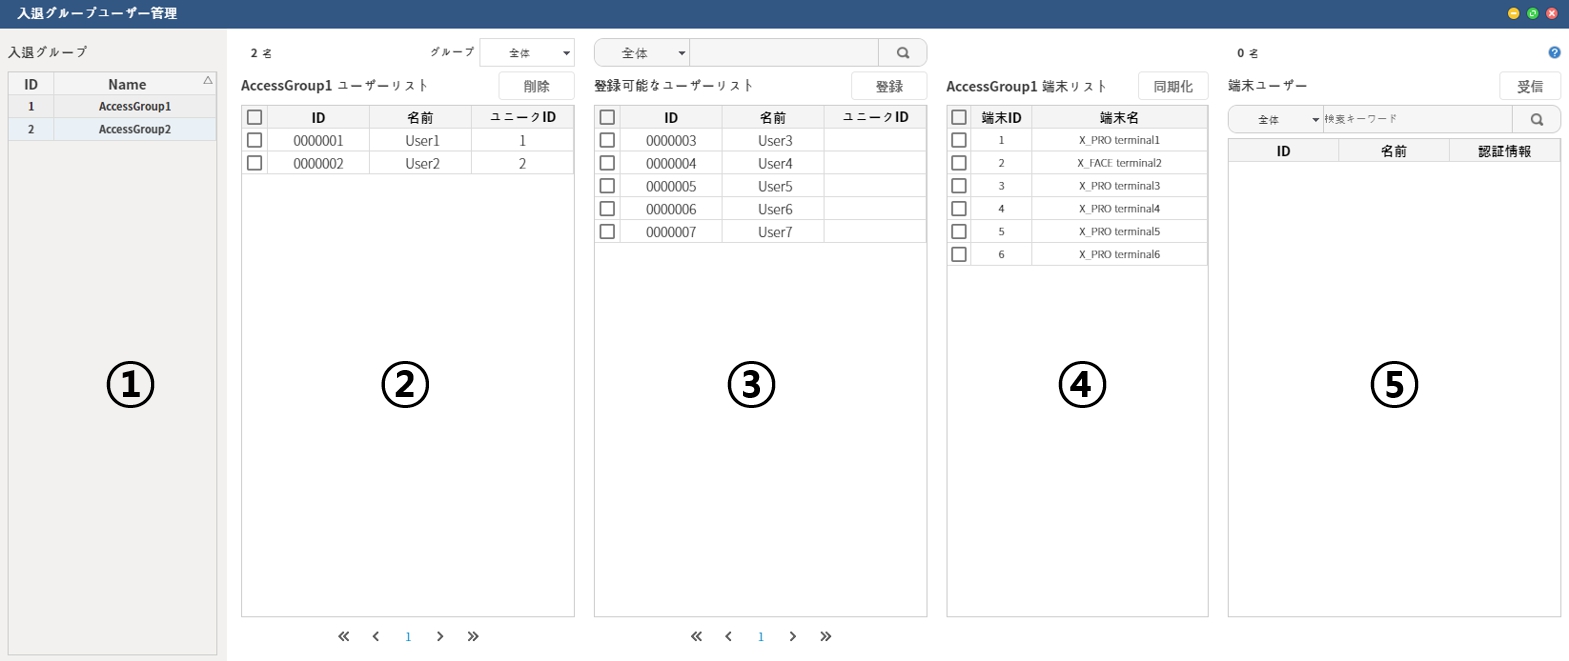 入退グループユーザー管理
入退グループ
ID Name
1 AccessGroup1
2 AccessGroup2
①
2 名 グループ 全体
AccessGroup1 ユーザーリスト 削除
ID 名前 ユニークID
0000001 User1 1
0000002 User2 2
②
« ‹ 1 › »
全体
登録可能なユーザーリスト 登録
ID 名前 ユニークID
0000003 User3
0000004 User4
0000005 User5
0000006 User6
0000007 User7
③
« ‹ 1 › »
AccessGroup1 端末リスト 同期化
端末ID 端末名
1 X_PRO terminal1
2 X_FACE terminal2
3 X_PRO terminal3
4 X_PRO terminal4
5 X_PRO terminal5
6 X_PRO terminal6
④
0 名 ?
端末ユーザー 受信
全体 検案キーワード
ID 名前 認証情報
⑤